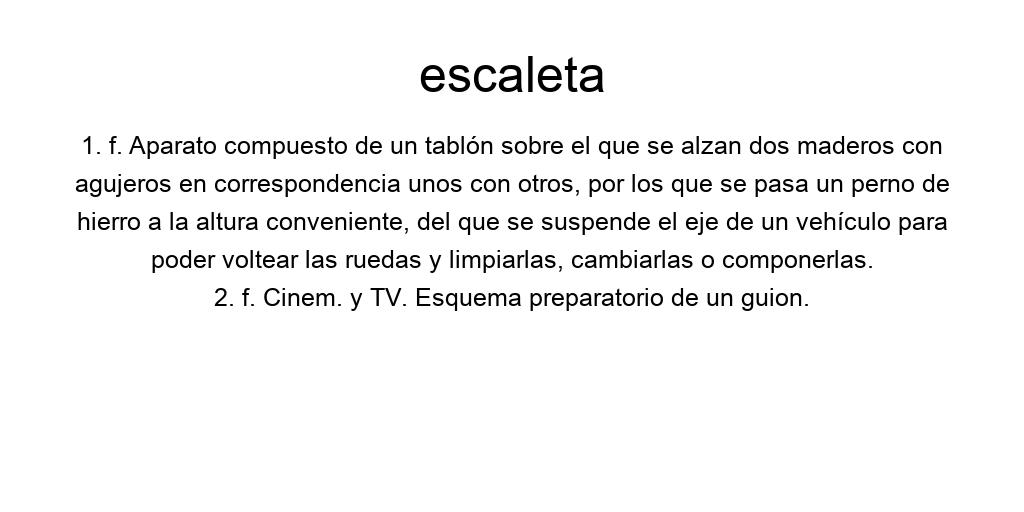 escaleta
1. f. Aparato compuesto de un tablón sobre el que se alzan dos maderos con
agujeros en correspondencia unos con otros, por los que se pasa un perno de
hierro a la altura conveniente, del que se suspende el eje de un vehículo para
poder voltear las ruedas y limpiarlas, cambiarlas o componerlas.
2. f. Cinem. y TV. Esquema preparatorio de un guion.